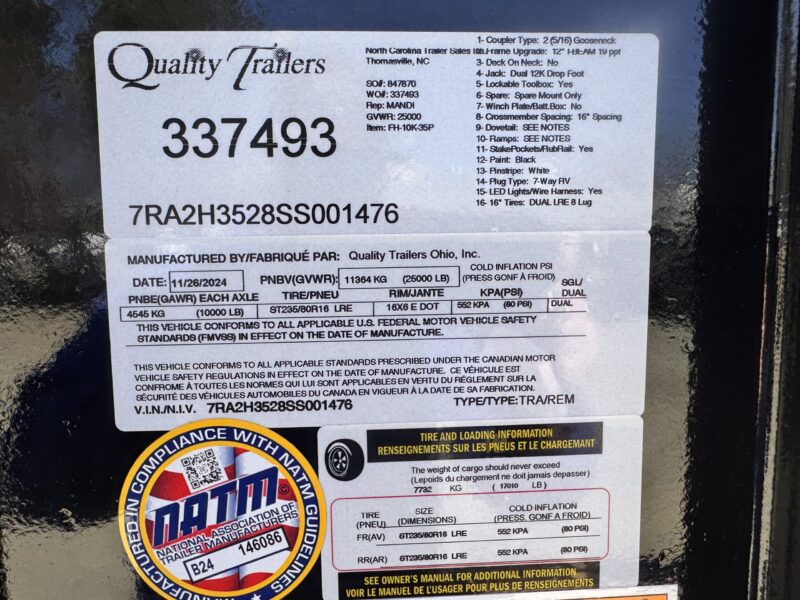 Quality Trailers
337493
7RA2H3528SS001476
North Carolina Trailer Sales
Thomasville, NC
SO#: 847870
WO#: 337493
Rep: MANDI
GVWR: 25000
Item: FH-10K-35P
1- Coupler Type: 2 (5/16) Gooseneck
Frame Upgrade: 12" I-BEAM 19 ppf
3- Deck On Neck: No
4- Jack: Dual 12K Drop Foot
5- Lockable Toolbox: Yes
6- Spare: Spare Mount Only
7- Winch Plate/Batt.Box: No
8- Crossmember Spacing: 16" Spacing
9- Dovetail: SEE NOTES
10- Ramps: SEE NOTES
11- StakePockets/RubRail: Yes
12- Paint: Black
13- Pinstripe: White
14- Plug Type: 7-Way RV
15- LED Lights/Wire Harness: Yes
16- 16" Tires: DUAL LRE 8 Lug
MANUFACTURED BY/FABRIQUÉ PAR: Quality Trailers Ohio, Inc.
DATE: 11/26/2024 PNBV(GVWR): 11364 KG (25000 LB) COLD INFLATION PSI
(PRESS GONF À FROID)
PNBE(GAWR) EACH AXLE TIRE/PNEU RIM/JANTE KPA(PSI) SGL/
DUAL
4545 KG (10000 LB) ST235/80R16 LRE 16X6 E DOT 552 KPA (80 PSI) DUAL
THIS VEHICLE CONFORMS TO ALL APPLICABLE U.S. FEDERAL MOTOR VEHICLE SAFETY
STANDARDS (FMVSS) IN EFFECT ON THE DATE OF MANUFACTURE.
THIS VEHICLE CONFORMS TO ALL APPLICABLE STANDARDS PRESCRIBED UNDER THE CANADIAN MOTOR
VEHICLE SAFETY REGULATIONS IN EFFECT ON THE DATE OF MANUFACTURE. CE VÉHICULE EST
CONFROME À TOUTES LES NORMES QUI LUI SONT APPLICABLES EN VERTU DU RÉGLEMENT SUR LA
SÉCURITÉ DES VÉHICULES AUTOMOBILES DU CANADA EN VIGUEUR À LA DATE DE SA FABRICATION.
V.I.N./N.I.V. 7RA2H3528SS001476 TYPE/TYPE:TRA/REM
MANUFACTURED IN COMPLIANCE WITH NATM GUIDELINES
NATM
NATIONAL ASSOCIATION OF
TRAILER MANUFACTURERS
B24 146086
TIRE AND LOADING INFORMATION
RENSEIGNEMENTS SUR LES PNEUS ET LE CHARGEMENT
The weight of cargo should never exceed
(Lepoids du chargement ne doit jamais depasser)
7732 KG ( 17010 LB )
TIRE
(PNEU)
SIZE
(DIMENSIONS)
COLD INFLATION
(PRESS. GONF A FROID)
FR(AV) ST235/80R16 LRE 552 KPA (80 PSI)
RR(AR) ST235/80R16 LRE 552 KPA (80 PSI)
SEE OWNER'S MANUAL FOR ADDITIONAL INFORMATION
VOIR LE MANUEL DE L'USAGER POUR PLUS DE RENSEIGNEMENTS